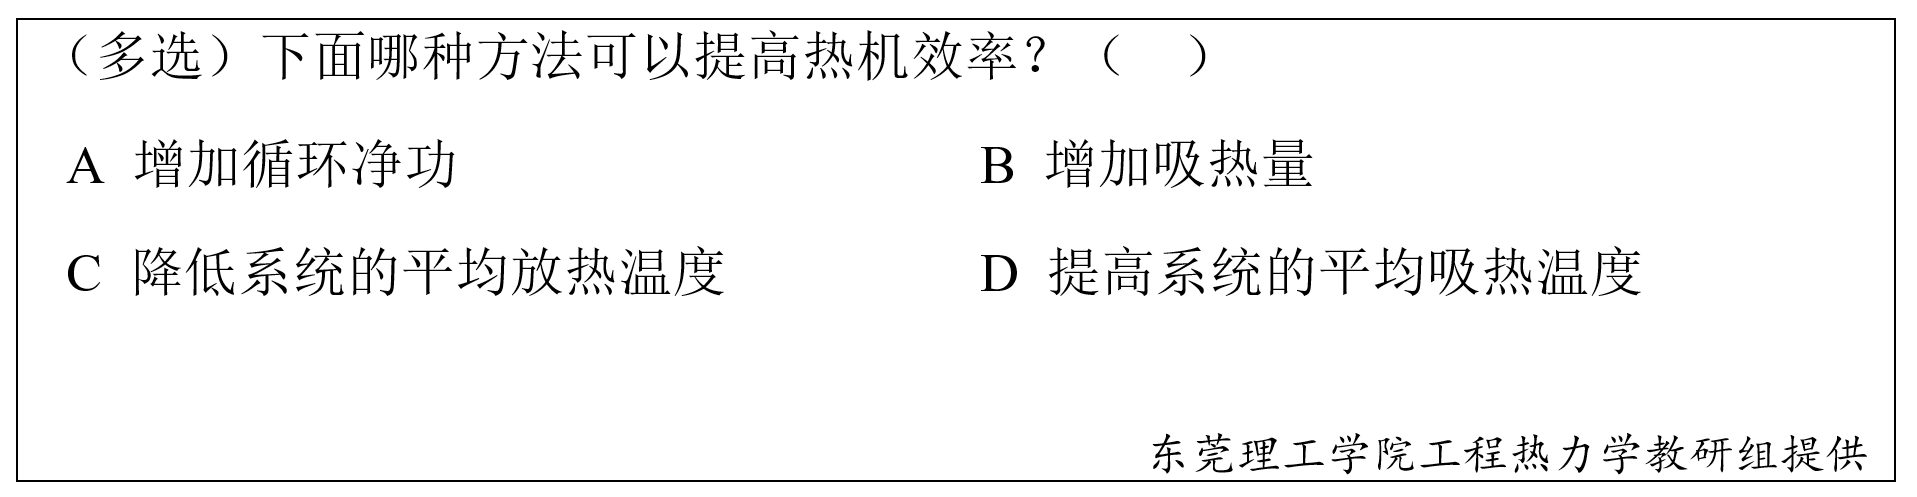 （多选）下面哪种方法可以提高热机效率？（ ）
A 增加循环净功 B 增加吸热量
C 降低系统的平均放热温度 D 提高系统的平均吸热温度
东莞理工学院工程热力学教研组提供